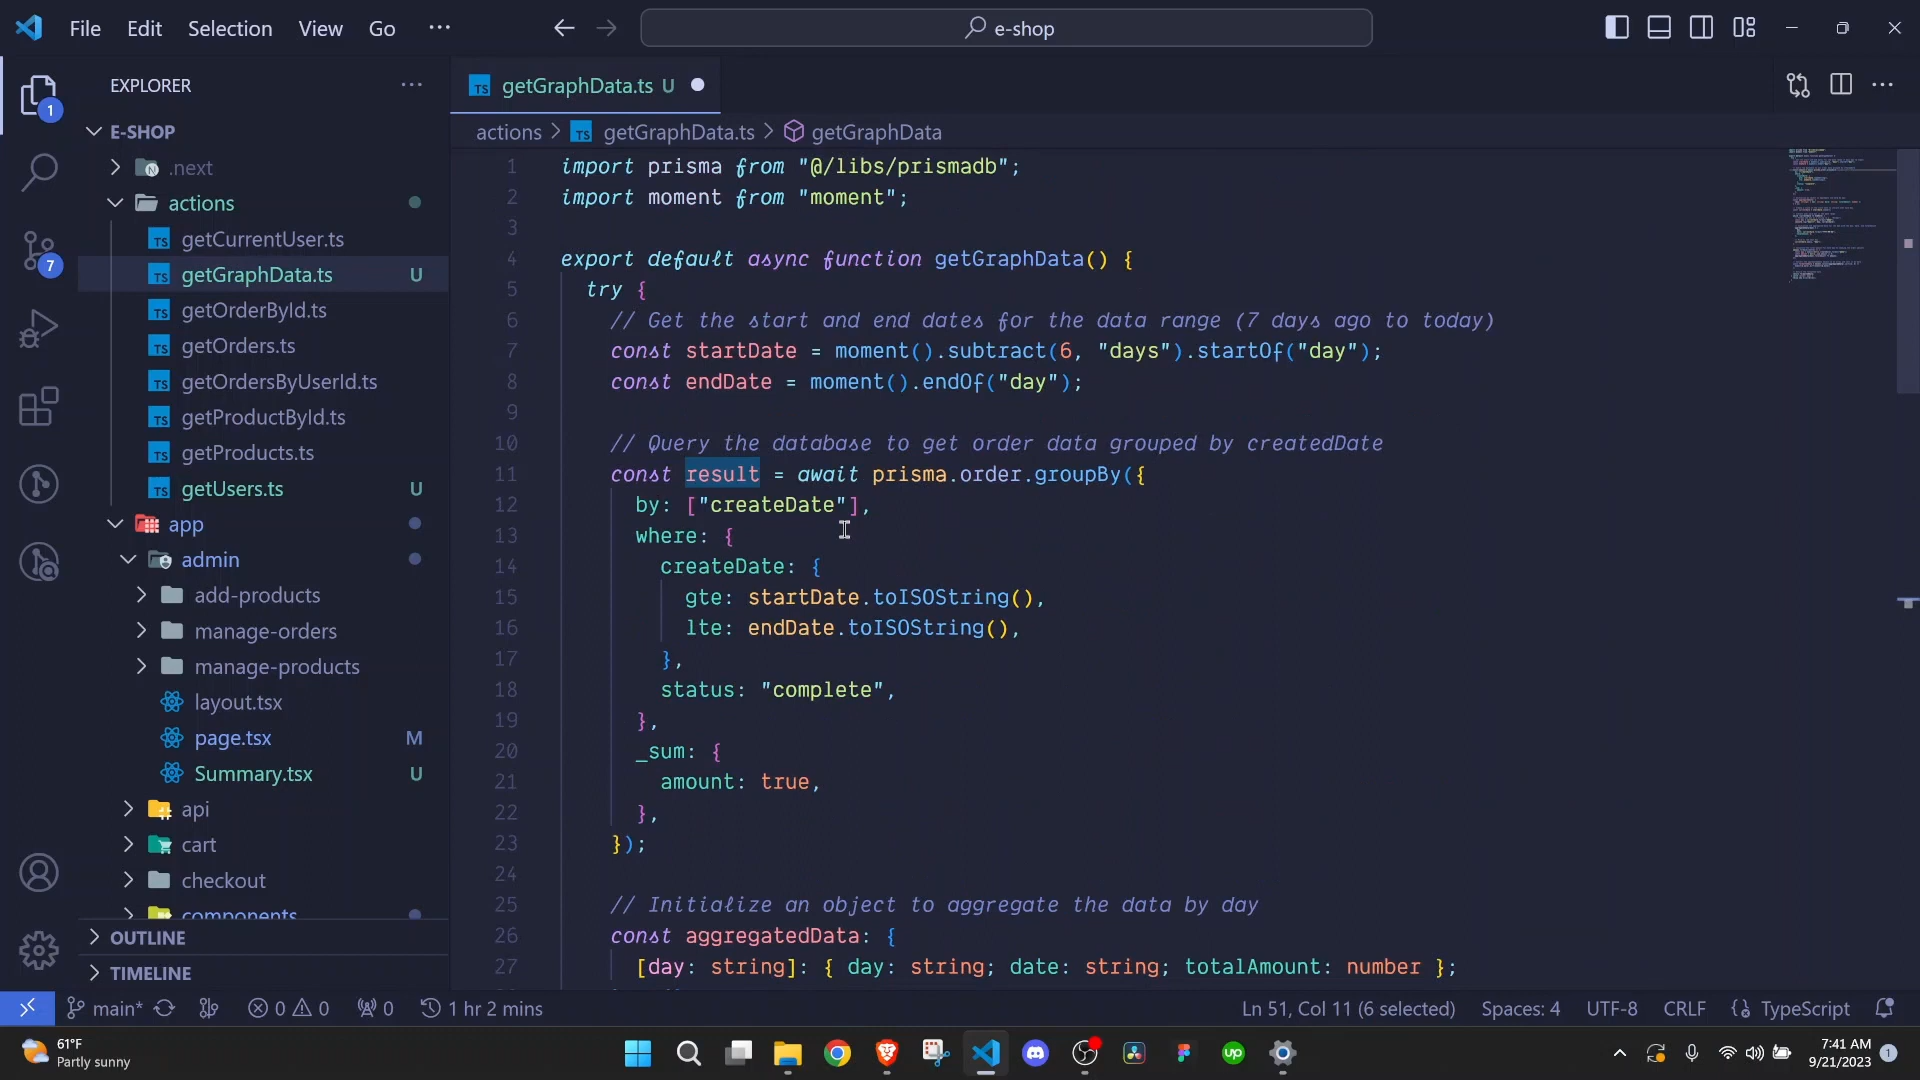 File Edit Selection View Go ···
e-shop
EXPLORER ···
1
7
E-SHOP
.next
actions
getCurrentUser.ts
getGraphData.ts U
getOrderById.ts
getOrders.ts
getOrdersByUserId.ts
getProductById.ts
getProducts.ts
getUsers.ts U
app
admin
add-products
manage-orders
manage-products
layout.tsx
page.tsx M
Summary.tsx U
api
cart
checkout
components
OUTLINE
TIMELINE
TS getGraphData.ts U
actions > TS getGraphData.ts > getGraphData
1 import prisma from "@/libs/prismadb";
2 import moment from "moment";
3
4 export default async function getGraphData() {
5 try {
6 // Get the start and end dates for the data range (7 days ago to today)
7 const startDate = moment().subtract(6, "days").startOf("day");
8 const endDate = moment().endOf("day");
9
10 // Query the database to get order data grouped by createdDate
11 const result = await prisma.order.groupBy({
12 by: ["createDate"],
13 where: {
14 createDate: {
15 gte: startDate.toISOString(),
16 lte: endDate.toISOString(),
17 },
18 status: "complete",
19 },
20 _sum: {
21 amount: true,
22 },
23 });
24
25 // Initialize an object to aggregate the data by day
26 const aggregatedData: {
27 [day: string]: { day: string; date: string; totalAmount: number };
main* 0 0 0 1 hr 2 mins Ln 51, Col 11 (6 selected) Spaces: 4 UTF-8 CRLF {} TypeScript
61°F
Partly sunny
up
7:41 AM
9/21/2023
1